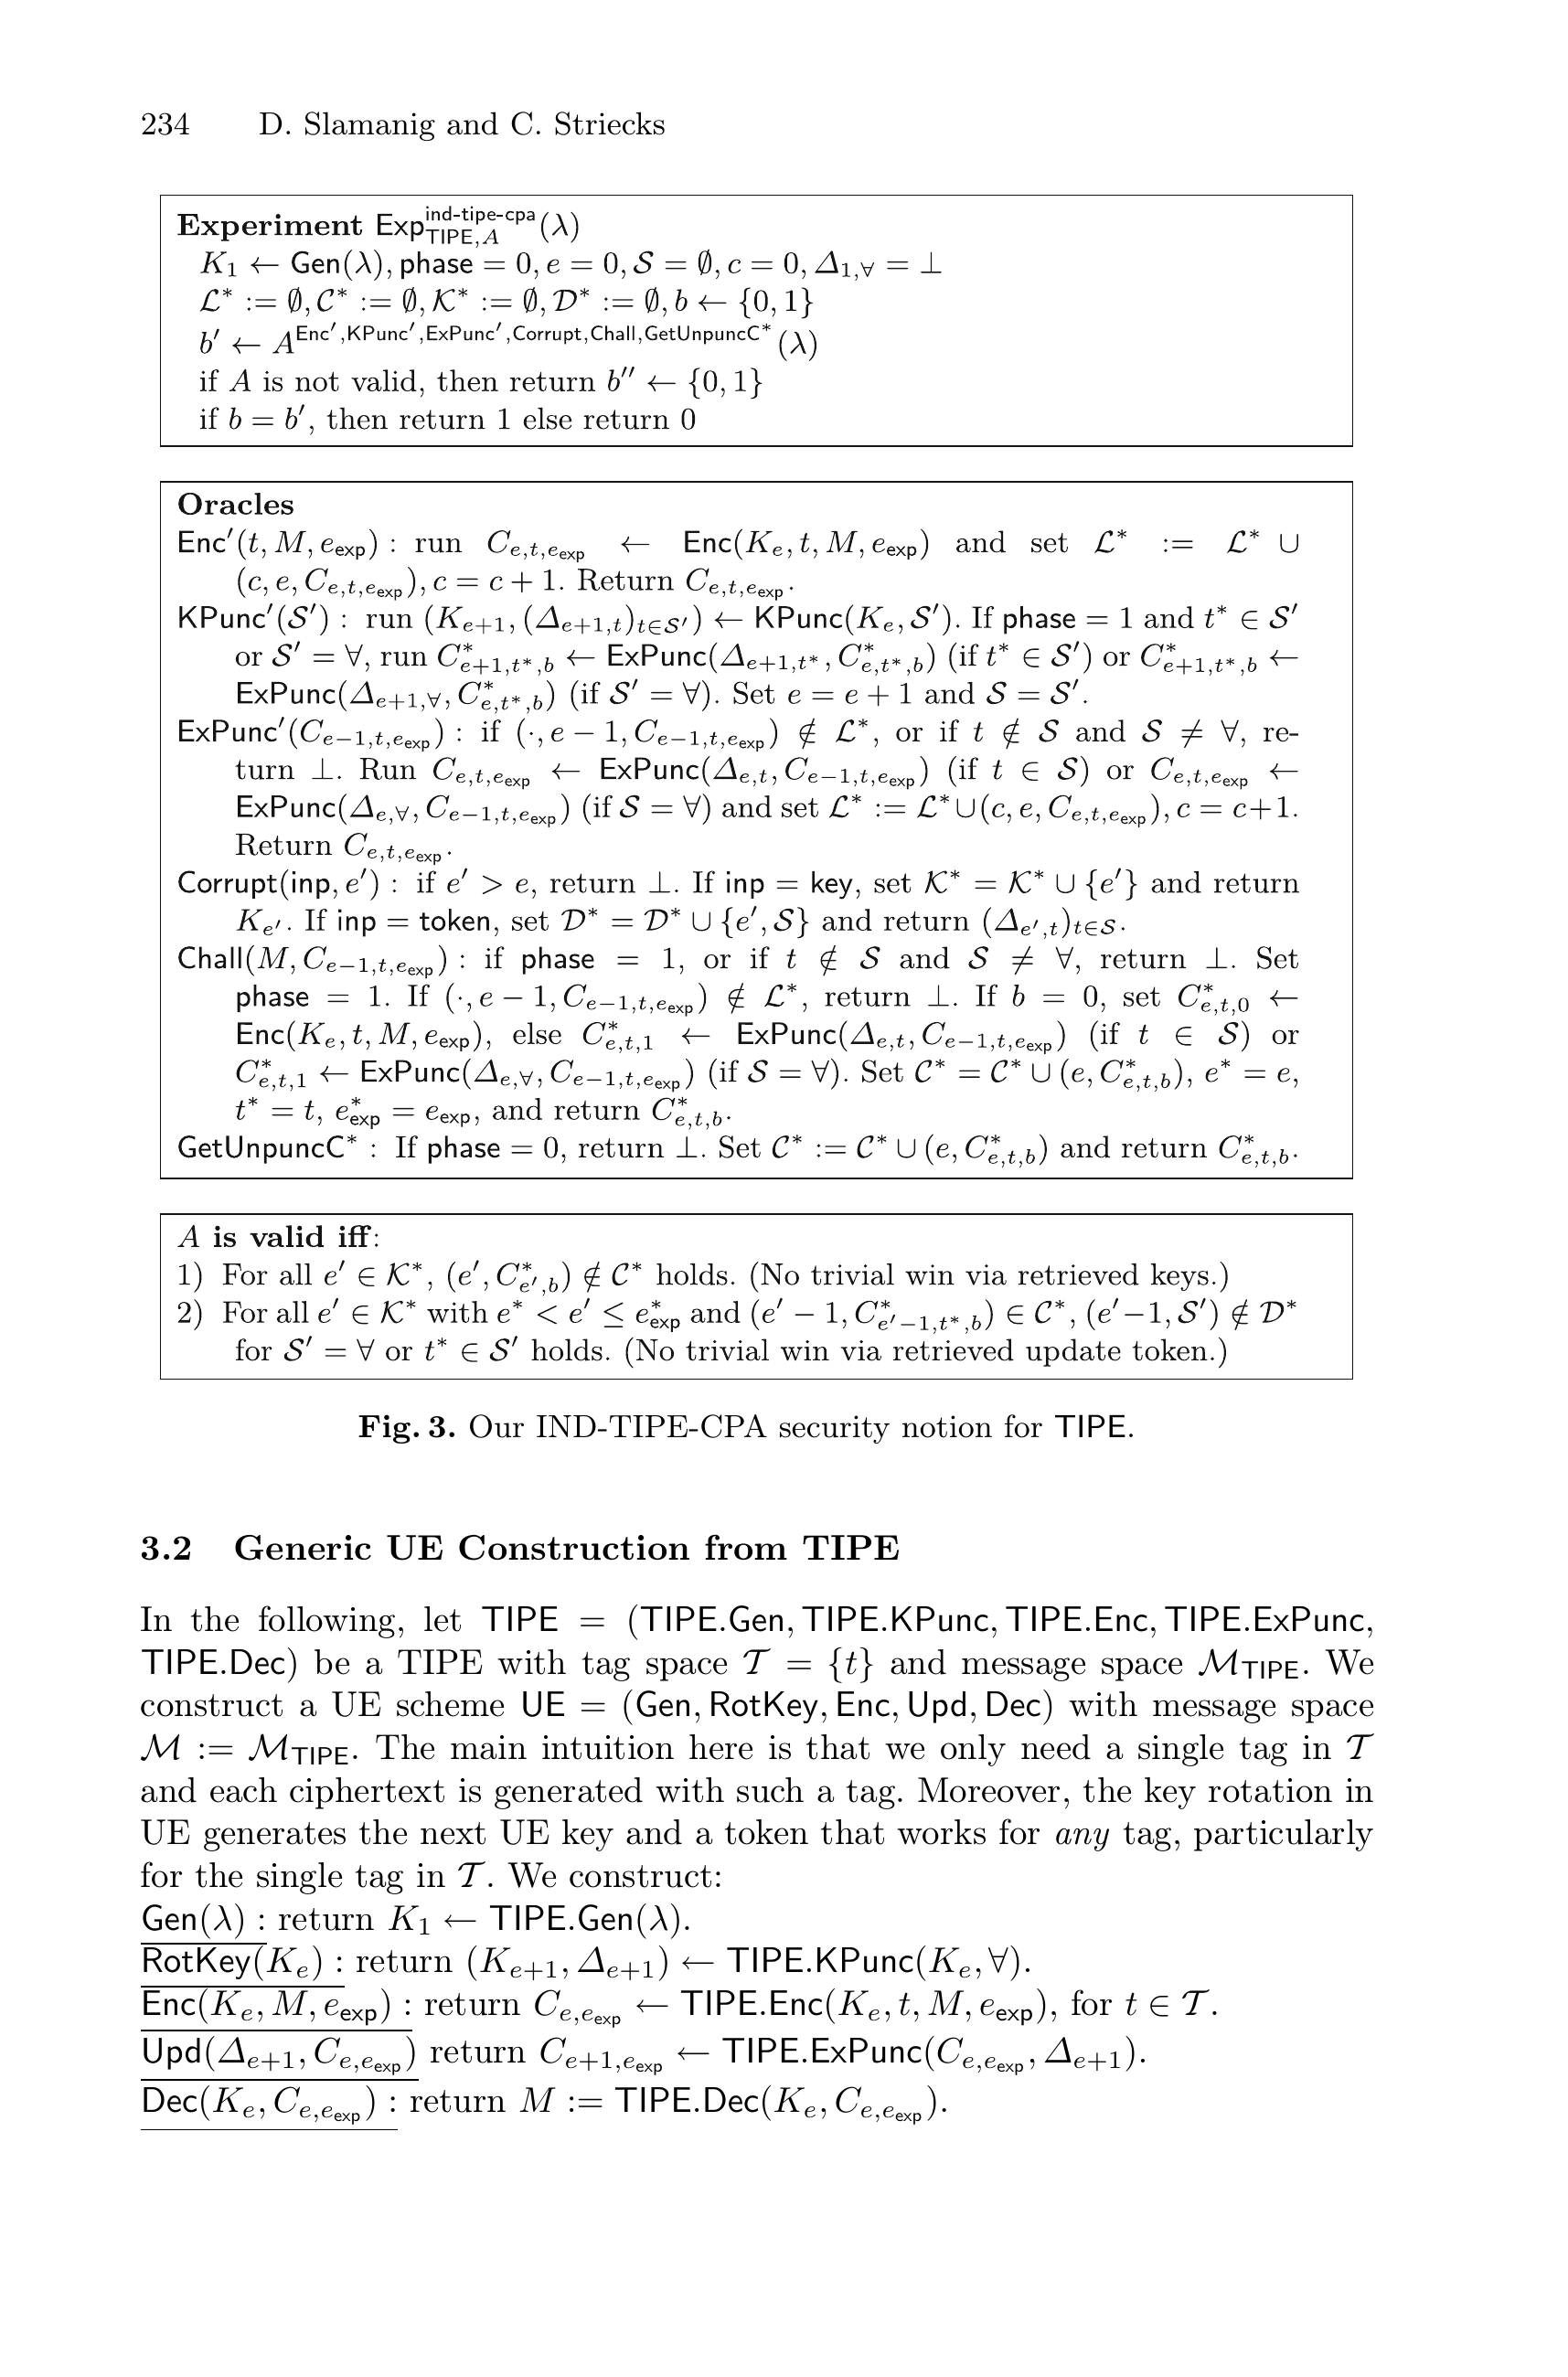 234 D. Slamanig and C. Striecks
Experiment Exp^{ind-tipe-cpa}_{TIPE,A}(λ)
K_1 ← Gen(λ), phase = 0, e = 0, 𝒮 = ∅, c = 0, Δ_{1,∀} = ⊥
ℒ* := ∅, 𝒞* := ∅, 𝒦* := ∅, 𝒟* := ∅, b ← {0, 1}
b′ ← A^{Enc′,KPunc′,ExPunc′,Corrupt,Chall,GetUnpuncC*}(λ)
if A is not valid, then return b″ ← {0, 1}
if b = b′, then return 1 else return 0
Oracles
Enc′(t, M, e_exp) : run C_{e,t,e_exp} ← Enc(K_e, t, M, e_exp) and set ℒ* := ℒ* ∪
(c, e, C_{e,t,e_exp}), c = c + 1. Return C_{e,t,e_exp}.
KPunc′(𝒮′) : run (K_{e+1}, (Δ_{e+1,t})_{t∈𝒮′}) ← KPunc(K_e, 𝒮′). If phase = 1 and t* ∈ 𝒮′
or 𝒮′ = ∀, run C*_{e+1,t*,b} ← ExPunc(Δ_{e+1,t*}, C*_{e,t*,b}) (if t* ∈ 𝒮′) or C*_{e+1,t*,b} ←
ExPunc(Δ_{e+1,∀}, C*_{e,t*,b}) (if 𝒮′ = ∀). Set e = e + 1 and 𝒮 = 𝒮′.
ExPunc′(C_{e−1,t,e_exp}) : if (·, e − 1, C_{e−1,t,e_exp}) ∉ ℒ*, or if t ∉ 𝒮 and 𝒮 ≠ ∀, re-
turn ⊥. Run C_{e,t,e_exp} ← ExPunc(Δ_{e,t}, C_{e−1,t,e_exp}) (if t ∈ 𝒮) or C_{e,t,e_exp} ←
ExPunc(Δ_{e,∀}, C_{e−1,t,e_exp}) (if 𝒮 = ∀) and set ℒ* := ℒ*∪(c, e, C_{e,t,e_exp}), c = c+1.
Return C_{e,t,e_exp}.
Corrupt(inp, e′) : if e′ > e, return ⊥. If inp = key, set 𝒦* = 𝒦* ∪ {e′} and return
K_{e′}. If inp = token, set 𝒟* = 𝒟* ∪ {e′, 𝒮} and return (Δ_{e′,t})_{t∈𝒮}.
Chall(M, C_{e−1,t,e_exp}) : if phase = 1, or if t ∉ 𝒮 and 𝒮 ≠ ∀, return ⊥. Set
phase = 1. If (·, e − 1, C_{e−1,t,e_exp}) ∉ ℒ*, return ⊥. If b = 0, set C*_{e,t,0} ←
Enc(K_e, t, M, e_exp), else C*_{e,t,1} ← ExPunc(Δ_{e,t}, C_{e−1,t,e_exp}) (if t ∈ 𝒮) or
C*_{e,t,1} ← ExPunc(Δ_{e,∀}, C_{e−1,t,e_exp}) (if 𝒮 = ∀). Set 𝒞* = 𝒞* ∪ (e, C*_{e,t,b}), e* = e,
t* = t, e*_exp = e_exp, and return C*_{e,t,b}.
GetUnpuncC* : If phase = 0, return ⊥. Set 𝒞* := 𝒞* ∪ (e, C*_{e,t,b}) and return C*_{e,t,b}.
A is valid iff:
1) For all e′ ∈ 𝒦*, (e′, C*_{e′,b}) ∉ 𝒞* holds. (No trivial win via retrieved keys.)
2) For all e′ ∈ 𝒦* with e* < e′ ≤ e*_exp and (e′ − 1, C*_{e′−1,t*,b}) ∈ 𝒞*, (e′−1, 𝒮′) ∉ 𝒟*
for 𝒮′ = ∀ or t* ∈ 𝒮′ holds. (No trivial win via retrieved update token.)
Fig. 3. Our IND-TIPE-CPA security notion for TIPE.
3.2 Generic UE Construction from TIPE
In the following, let TIPE = (TIPE.Gen, TIPE.KPunc, TIPE.Enc, TIPE.ExPunc,
TIPE.Dec) be a TIPE with tag space 𝒯 = {t} and message space ℳ_TIPE. We
construct a UE scheme UE = (Gen, RotKey, Enc, Upd, Dec) with message space
ℳ := ℳ_TIPE. The main intuition here is that we only need a single tag in 𝒯
and each ciphertext is generated with such a tag. Moreover, the key rotation in
UE generates the next UE key and a token that works for any tag, particularly
for the single tag in 𝒯. We construct:
Gen(λ) : return K_1 ← TIPE.Gen(λ).
RotKey(K_e) : return (K_{e+1}, Δ_{e+1}) ← TIPE.KPunc(K_e, ∀).
Enc(K_e, M, e_exp) : return C_{e,e_exp} ← TIPE.Enc(K_e, t, M, e_exp), for t ∈ 𝒯.
Upd(Δ_{e+1}, C_{e,e_exp}) return C_{e+1,e_exp} ← TIPE.ExPunc(C_{e,e_exp}, Δ_{e+1}).
Dec(K_e, C_{e,e_exp}) : return M := TIPE.Dec(K_e, C_{e,e_exp}).